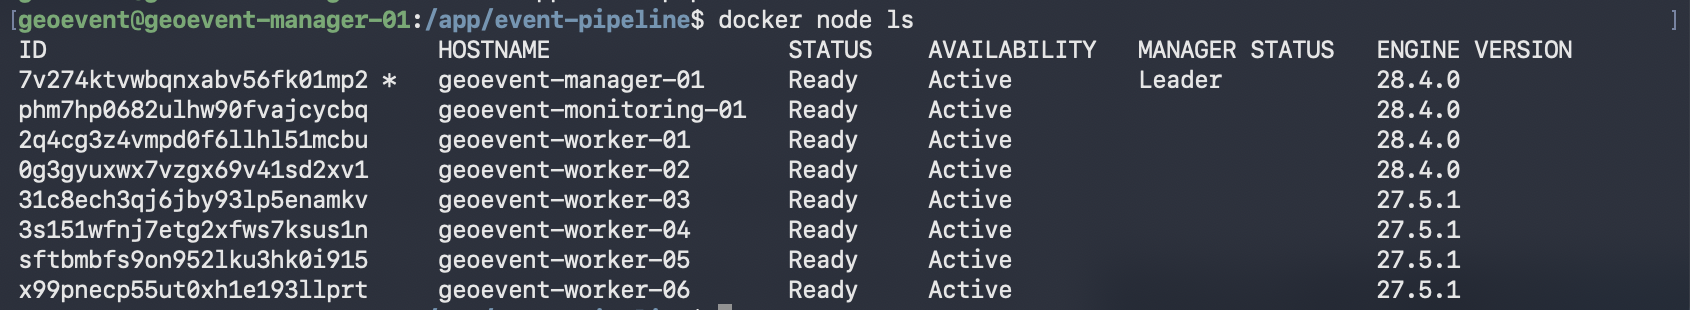 [geoevent@geoevent-manager-01:/app/event-pipeline$ docker node ls ]
ID HOSTNAME STATUS AVAILABILITY MANAGER STATUS ENGINE VERSION
7v274ktvwbqnxabv56fk01mp2 * geoevent-manager-01 Ready Active Leader 28.4.0
phm7hp0682ulhw90fvajcycbq geoevent-monitoring-01 Ready Active 28.4.0
2q4cg3z4vmpd0f6llhl51mcbu geoevent-worker-01 Ready Active 28.4.0
0g3gyuxwx7vzgx69v41sd2xv1 geoevent-worker-02 Ready Active 28.4.0
31c8ech3qj6jby93lp5enamkv geoevent-worker-03 Ready Active 27.5.1
3s151wfnj7etg2xfws7ksus1n geoevent-worker-04 Ready Active 27.5.1
sftbmbfs9on952lku3hk0i915 geoevent-worker-05 Ready Active 27.5.1
x99pnecp55ut0xh1e193llprt geoevent-worker-06 Ready Active 27.5.1